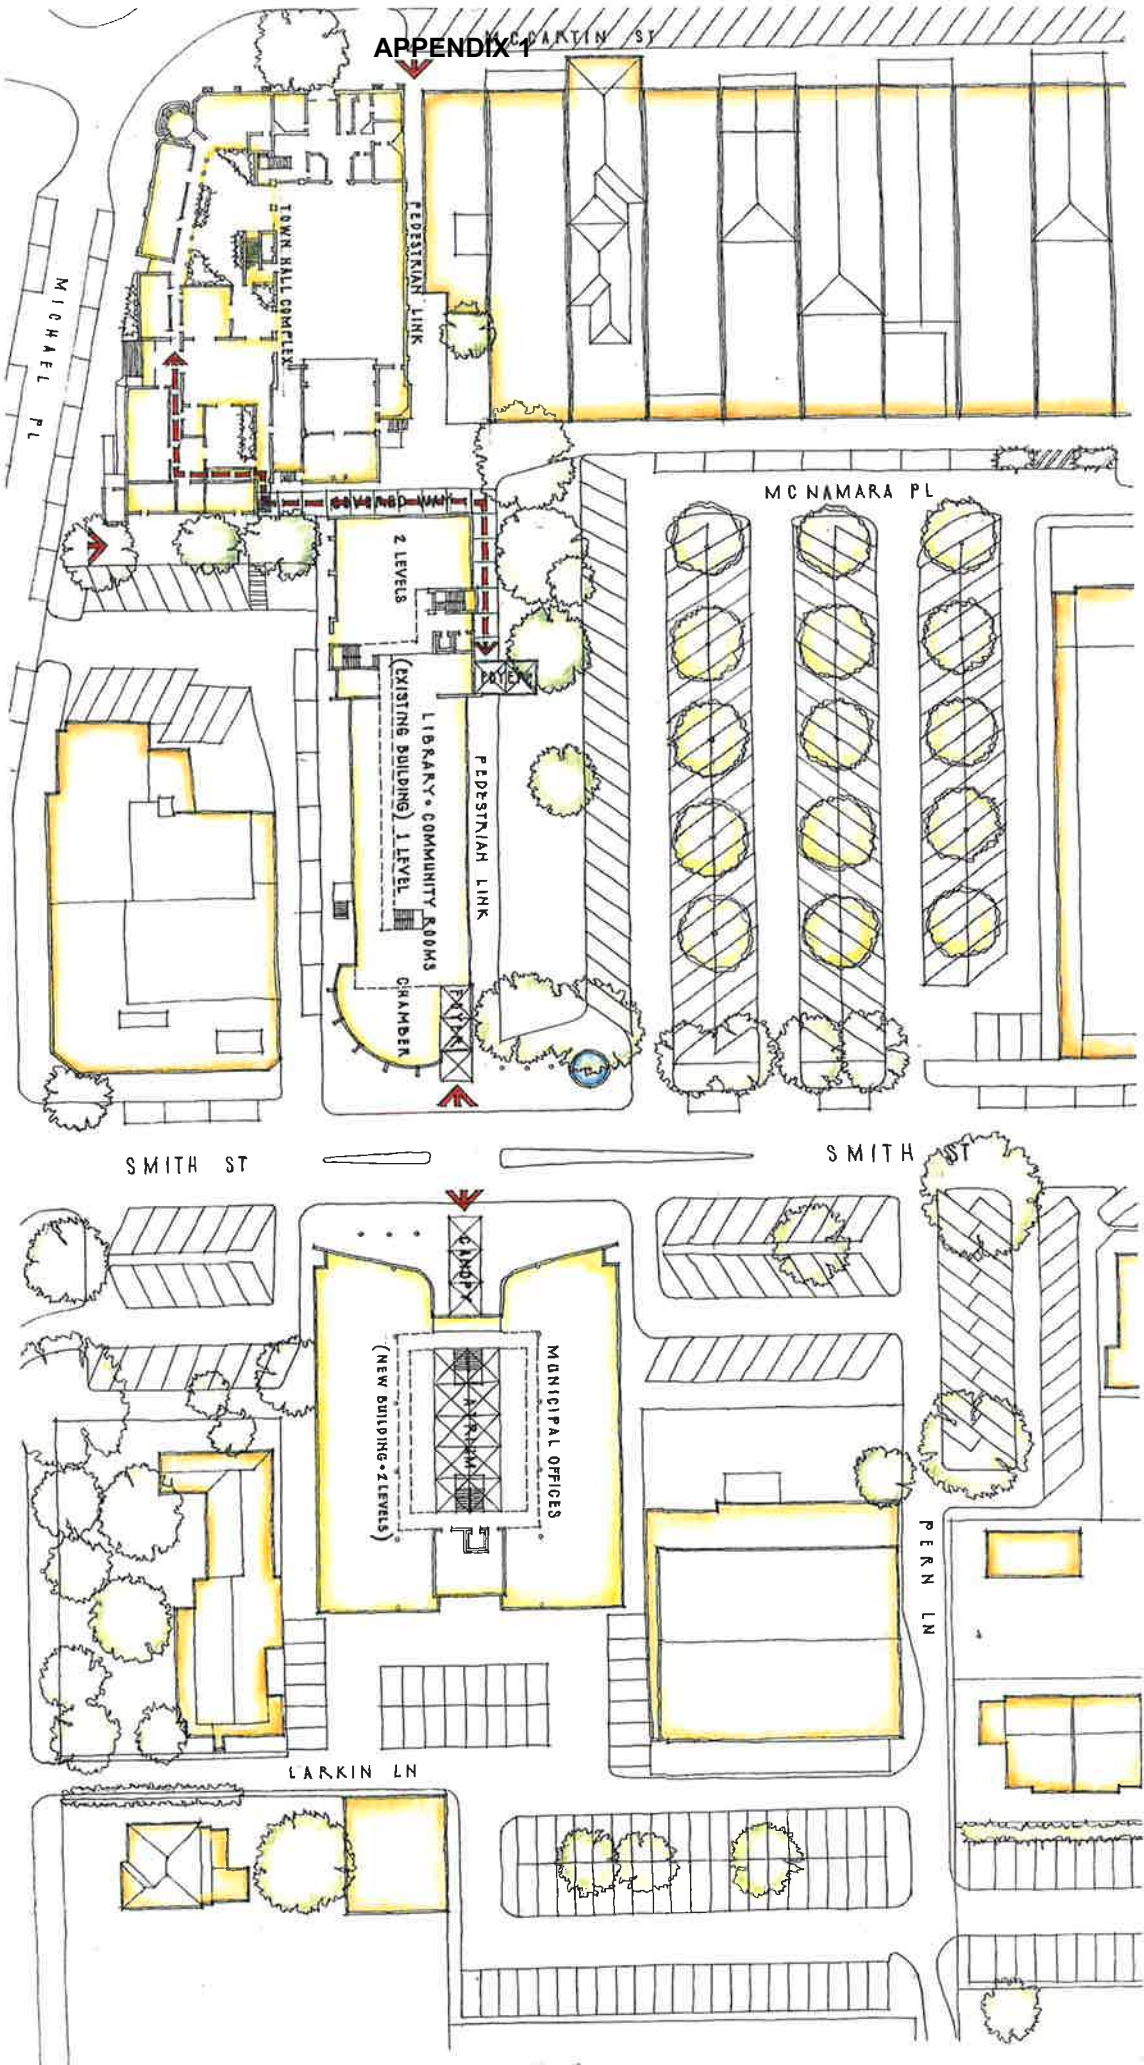 APPENDIX 1
MCCARTIN ST
MICHAEL PL
TOWN HALL COMPLEX
PEDESTRIAN LINK
COVERED WAY
MCNAMARA PL
2 LEVELS
FOYER
LIBRARY • COMMUNITY ROOMS
(EXISTING BUILDING) 1 LEVEL
PEDESTRIAN LINK
CHAMBER
FOYER
SMITH ST
SMITH ST
CANOPY
ATRIUM
MUNICIPAL OFFICES
(NEW BUILDING • 2 LEVELS)
PERN LN
LARKIN LN